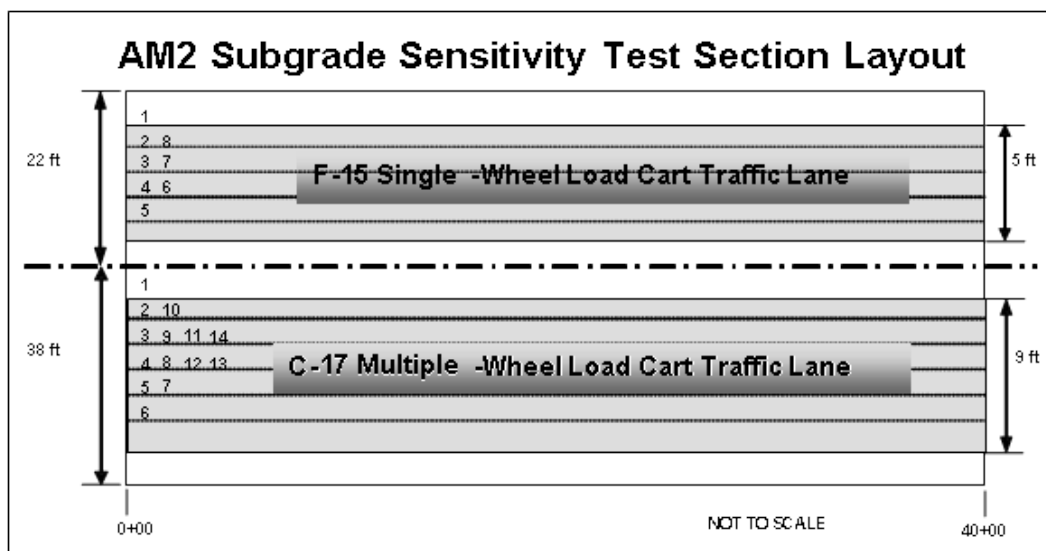 AM2 Subgrade Sensitivity Test Section Layout
1
22 ft
2 8
3 7
F-15 Single -Wheel Load Cart Traffic Lane
5 ft
4 6
5
1
2 10
3 9 11 14
38 ft
4 8 12 13
C-17 Multiple -Wheel Load Cart Traffic Lane
9 ft
5 7
6
0+00
NOT TO SCALE
40+00